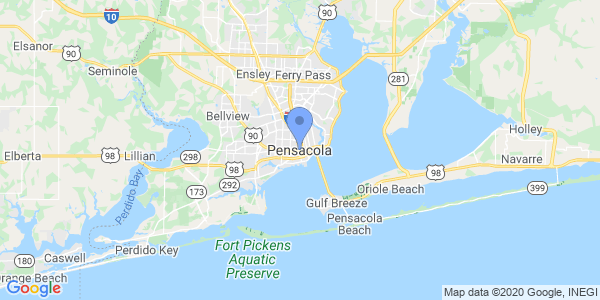 90
10
90
Elsanor
Seminole
90
Ensley
Ferry Pass
281
Bellview
90
Holley
Pensacola
Elberta
98
Lillian
298
98
98
Navarre
292
173
Oriole Beach
399
Perdido Bay
Gulf Breeze
Pensacola
Beach
Perdido Key
Fort Pickens
Aquatic
Preserve
180
Caswell
Orange Beach
Google
Map data ©2020 Google, INEGI